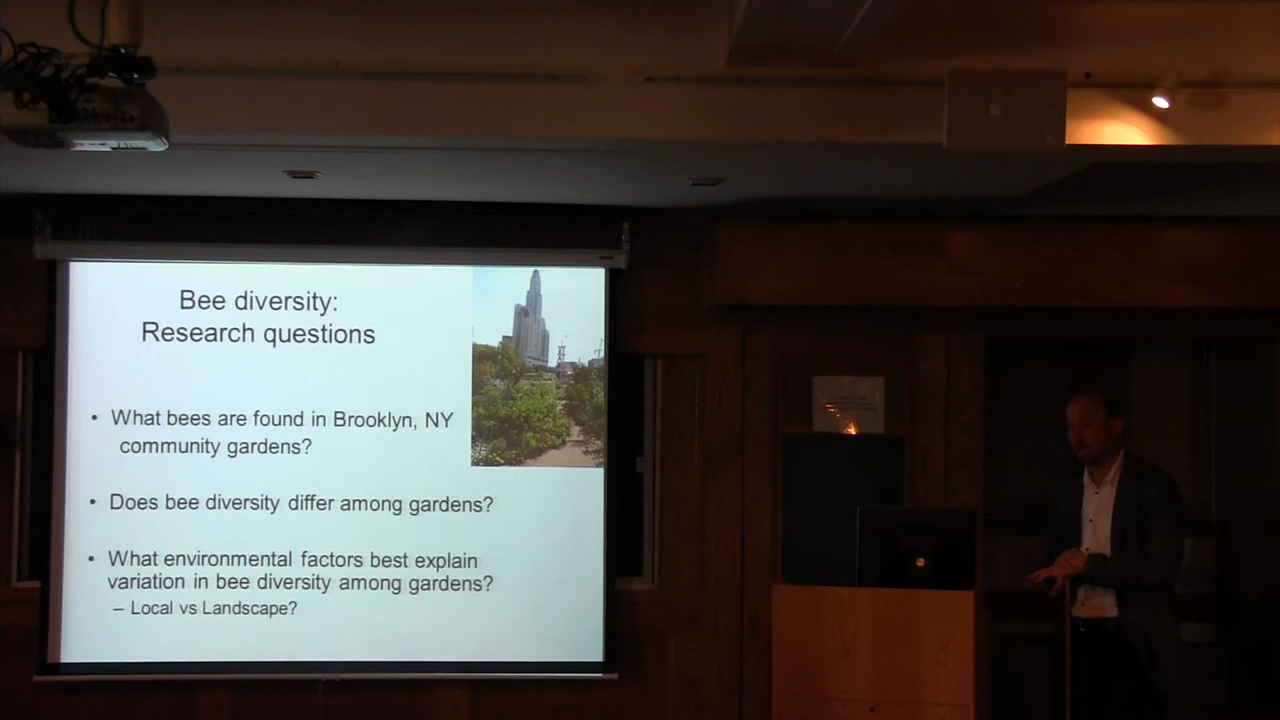 Bee diversity:
Research questions
• What bees are found in Brooklyn, NY
community gardens?
• Does bee diversity differ among gardens?
• What environmental factors best explain
variation in bee diversity among gardens?
– Local vs Landscape?